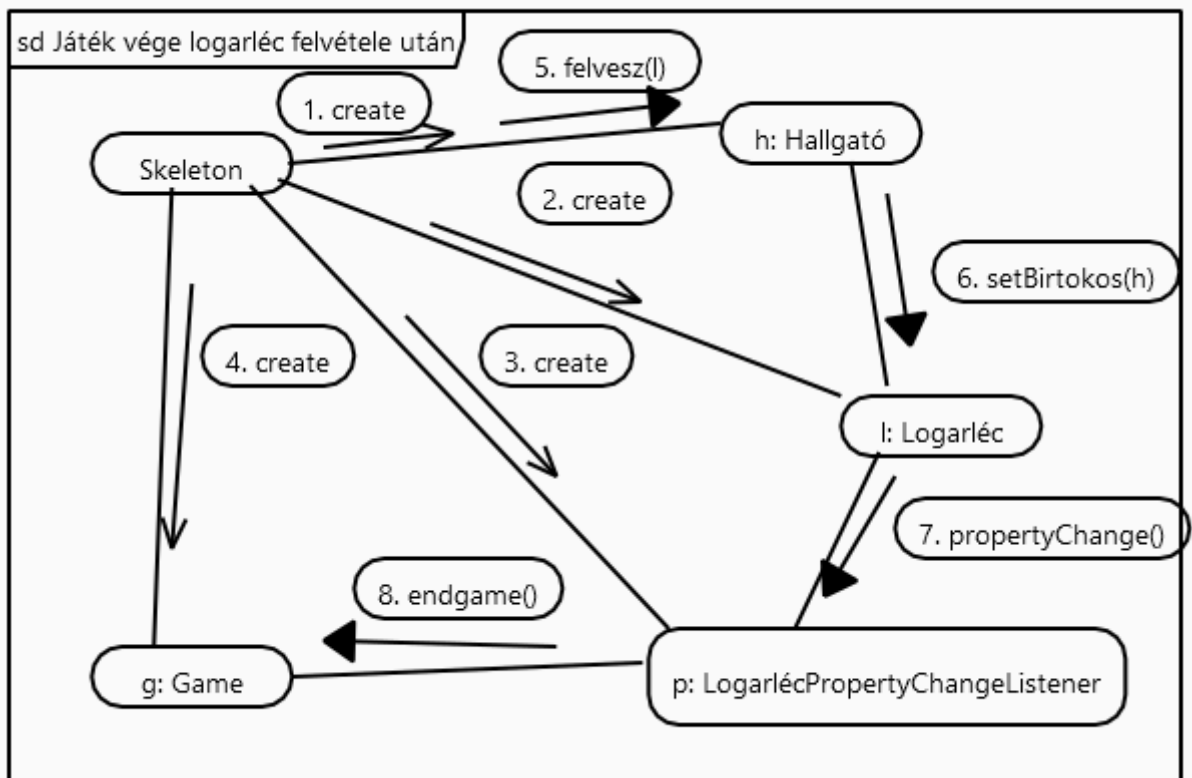 sd Játék vége logarléc felvétele után
5. felvesz(l)
1. create
h: Hallgató
Skeleton
2. create
6. setBirtokos(h)
4. create
3. create
l: Logarléc
7. propertyChange()
8. endgame()
g: Game
p: LogarlécPropertyChangeListener